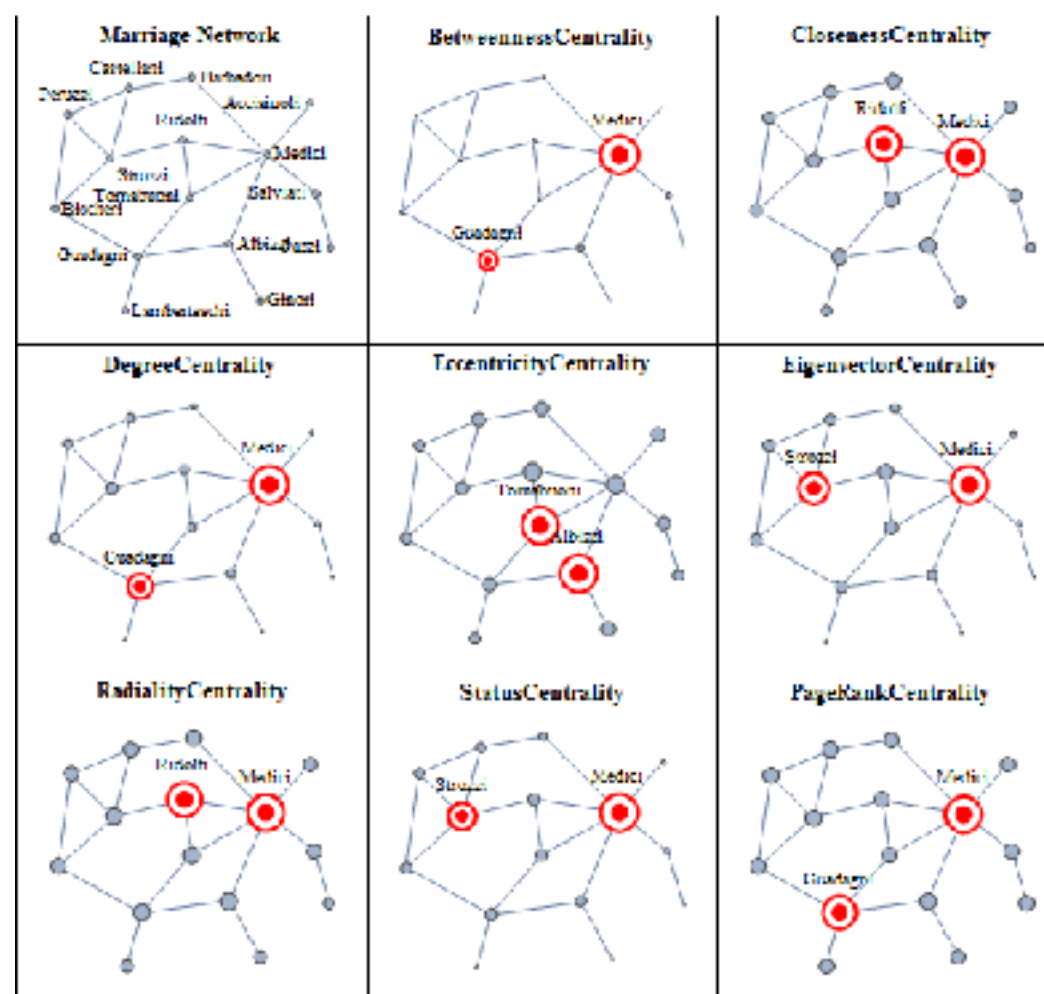 Marriage Network
Castellani
Barbadori
Peruzzi
Acciaiuoli
Ridolfi
Medici
Strozzi
Tornabuoni
Salviati
Bischeri
Guadagni
Albizzi
Pazzi
Lamberteschi
Ginori
BetweennessCentrality
Medici
Guadagni
ClosenessCentrality
Ridolfi
Medici
DegreeCentrality
Medici
Guadagni
EccentricityCentrality
Tornabuoni
Albizzi
EigenvectorCentrality
Strozzi
Medici
RadialityCentrality
Ridolfi
Medici
StatusCentrality
Strozzi
Medici
PageRankCentrality
Medici
Guadagni